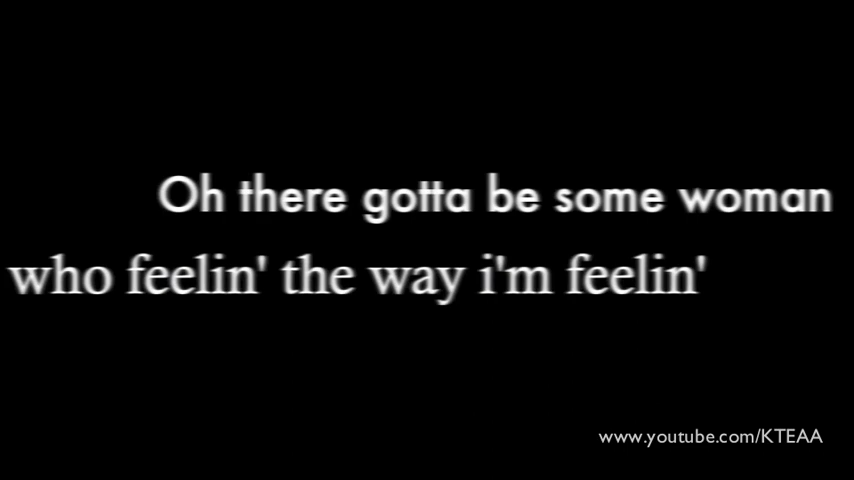 Oh there gotta be some woman
who feelin' the way i'm feelin'
www.youtube.com/KTEAA